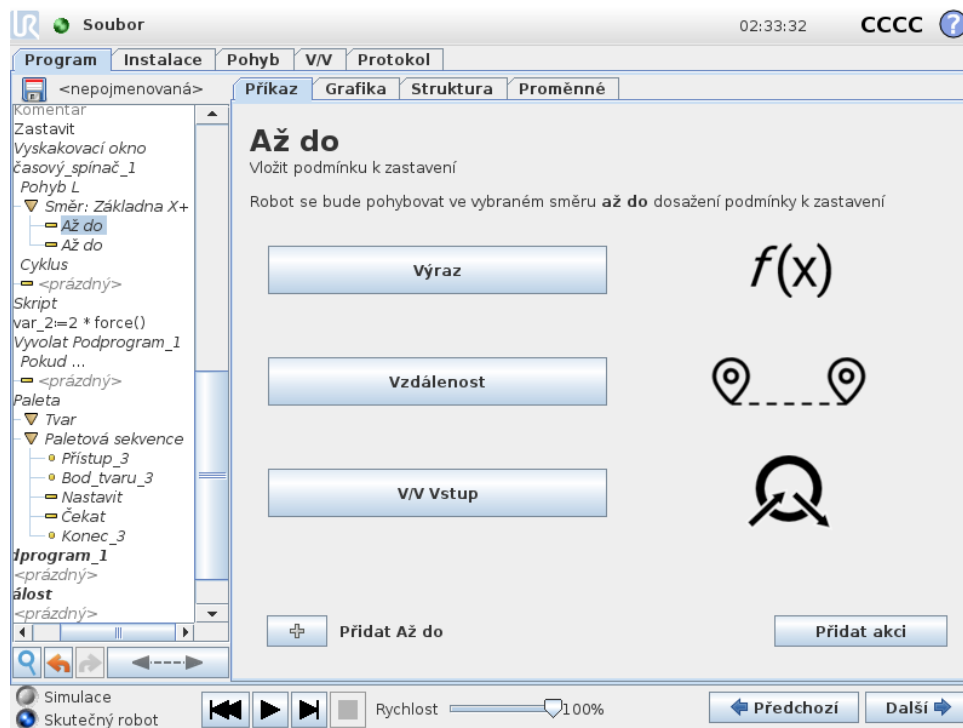 UR Soubor 02:33:32 CCCC ?
Program Instalace Pohyb V/V Protokol
<nepojmenovaná> Příkaz Grafika Struktura Proměnné
Komentář
Zastavit
Vyskakovací okno
časový_spínač_1
Pohyb L
Směr: Základna X+
Až do
Až do
Cyklus
<prázdný>
Skript
var_2:=2 * force()
Vyvolat Podprogram_1
Pokud ...
<prázdný>
Paleta
Tvar
Paletová sekvence
Přístup_3
Bod_tvaru_3
Nastavit
Čekat
Konec_3
dprogram_1
<prázdný>
álost
<prázdný>
Až do
Vložit podmínku k zastavení
Robot se bude pohybovat ve vybraném směru až do dosažení podmínky k zastavení
Výraz f(x)
Vzdálenost
V/V Vstup
Přidat Až do Přidat akci
Simulace
Skutečný robot
Rychlost 100% Předchozí Další